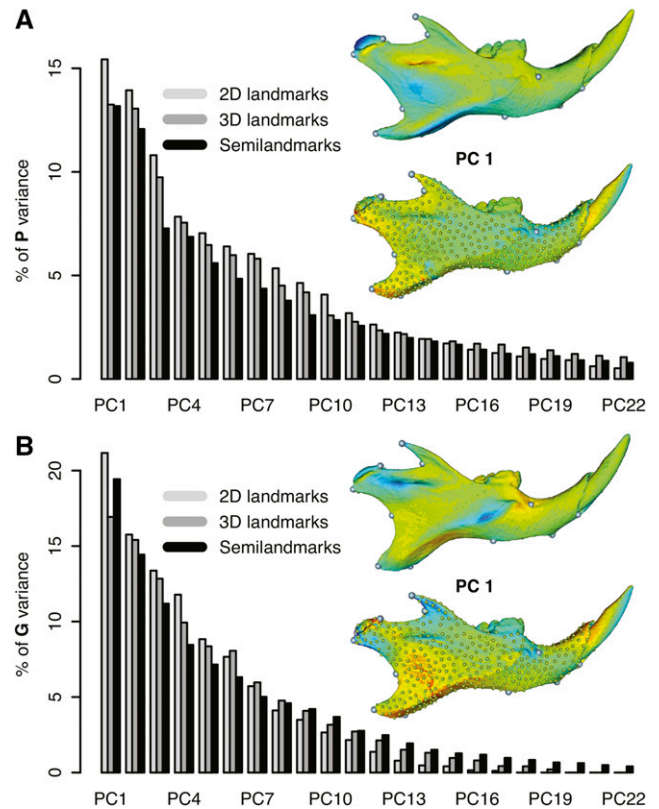 A
% of P variance
15
10
5
0
2D landmarks
3D landmarks
Semilandmarks
PC 1
PC1 PC4 PC7 PC10 PC13 PC16 PC19 PC22
B
% of G variance
20
15
10
5
0
2D landmarks
3D landmarks
Semilandmarks
PC 1
PC1 PC4 PC7 PC10 PC13 PC16 PC19 PC22